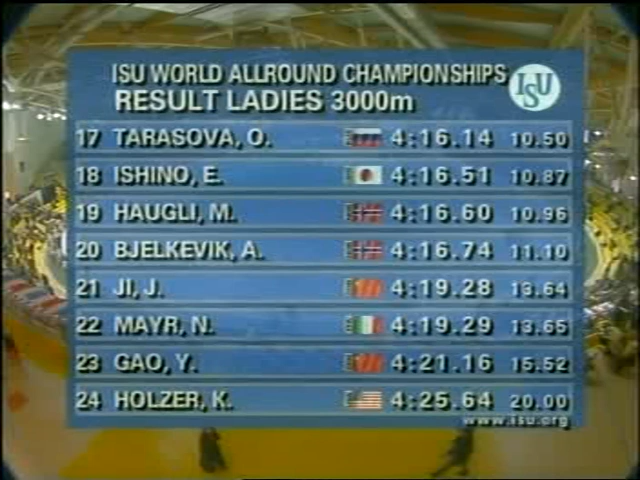 ISU WORLD ALLROUND CHAMPIONSHIPS
RESULT LADIES 3000m
ISU
17 TARASOVA, O. 4:16.14 10.50
18 ISHINO, E. 4:16.51 10.87
19 HAUGLI, M. 4:16.60 10.96
20 BJELKEVIK, A. 4:16.74 11.10
21 JI, J. 4:19.28 13.64
22 MAYR, N. 4:19.29 13.65
23 GAO, Y. 4:21.16 15.52
24 HOLZER, K. 4:25.64 20.00
www.isu.org